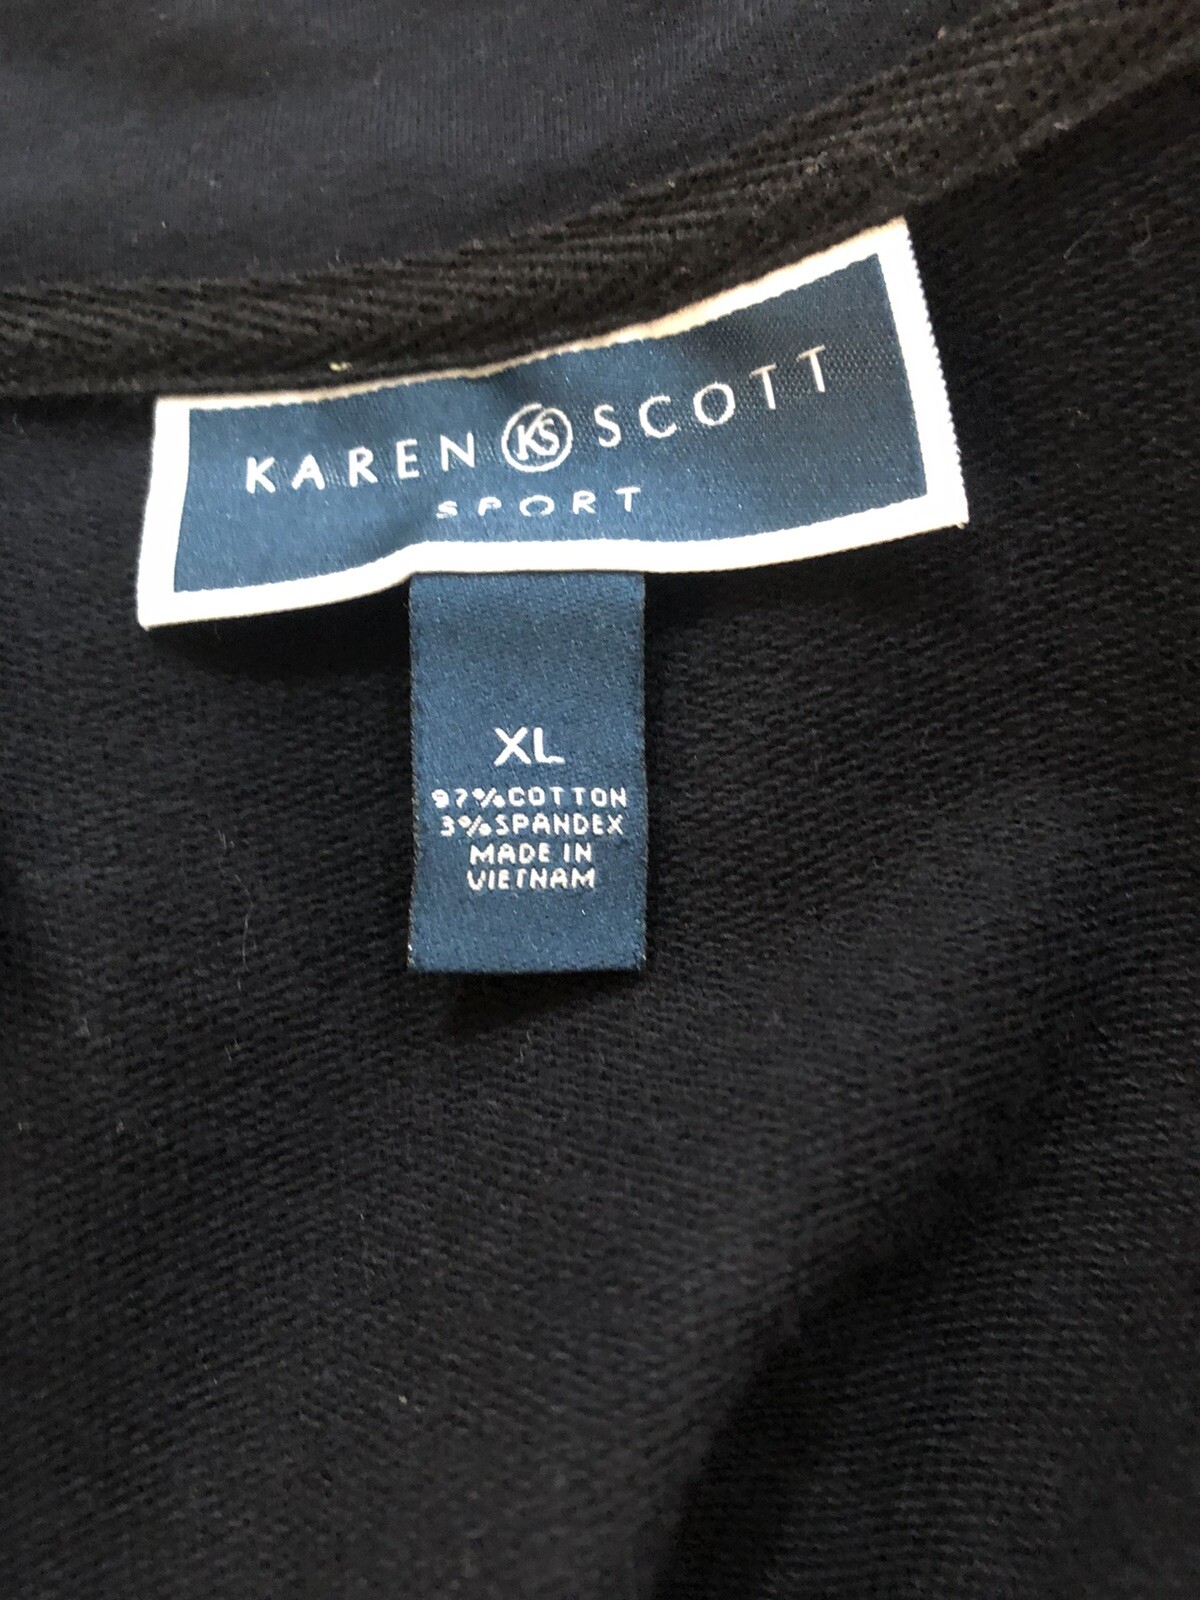 KAREN KS SCOTT
SPORT
XL
97%COTTON
3%SPANDEX
MADE IN
VIETNAM